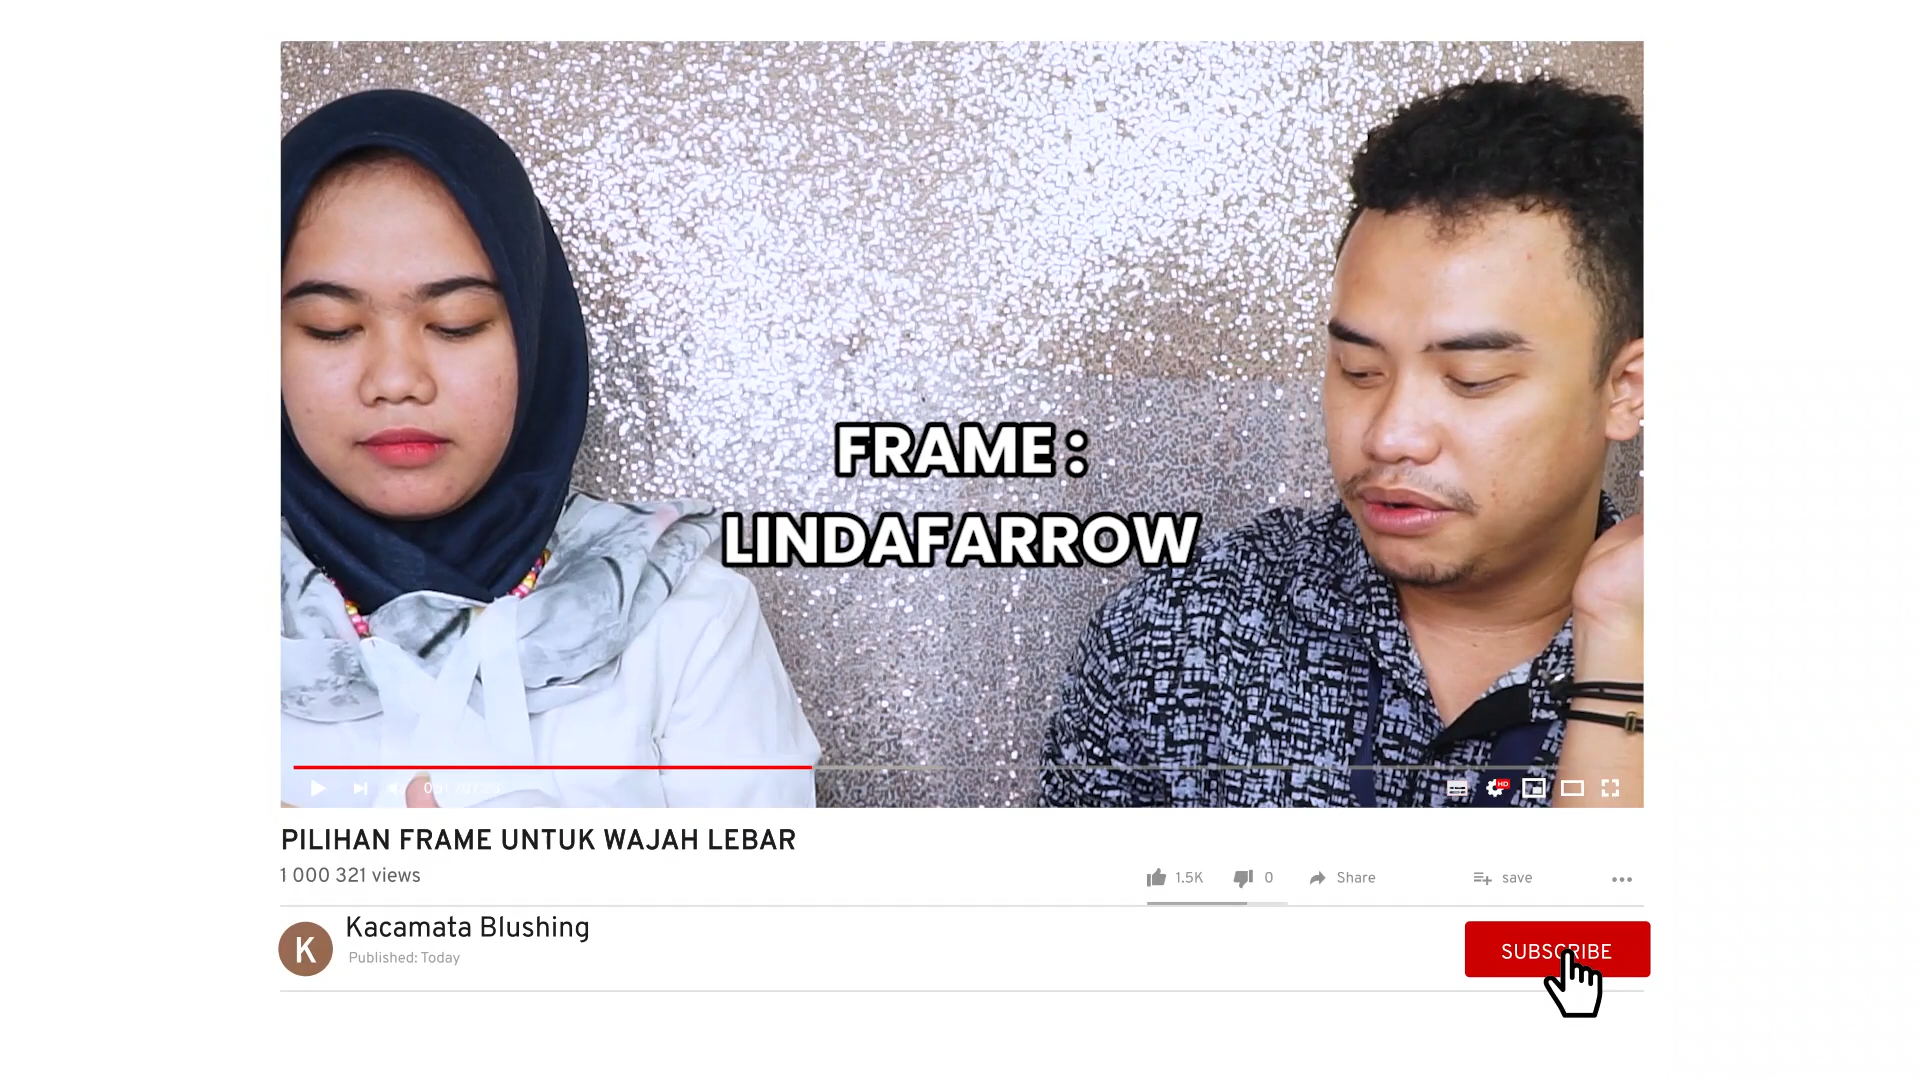 FRAME :
LINDAFARROW
HD
PILIHAN FRAME UNTUK WAJAH LEBAR
1 000 321 views
1.5K 0 Share save
K
Kacamata Blushing
Published: Today
SUBSCRIBE